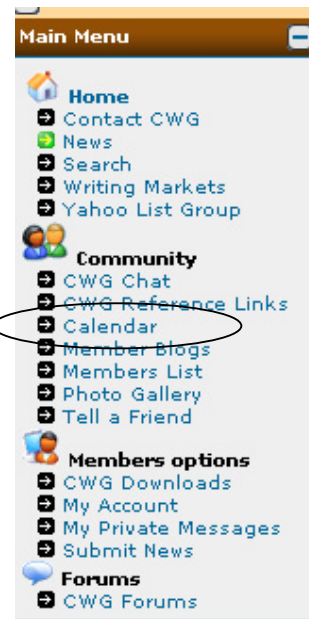 Main Menu
Home
Contact CWG
News
Search
Writing Markets
Yahoo List Group
Community
CWG Chat
CWG Reference Links
Calendar
Member Blogs
Members List
Photo Gallery
Tell a Friend
Members options
CWG Downloads
My Account
My Private Messages
Submit News
Forums
CWG Forums